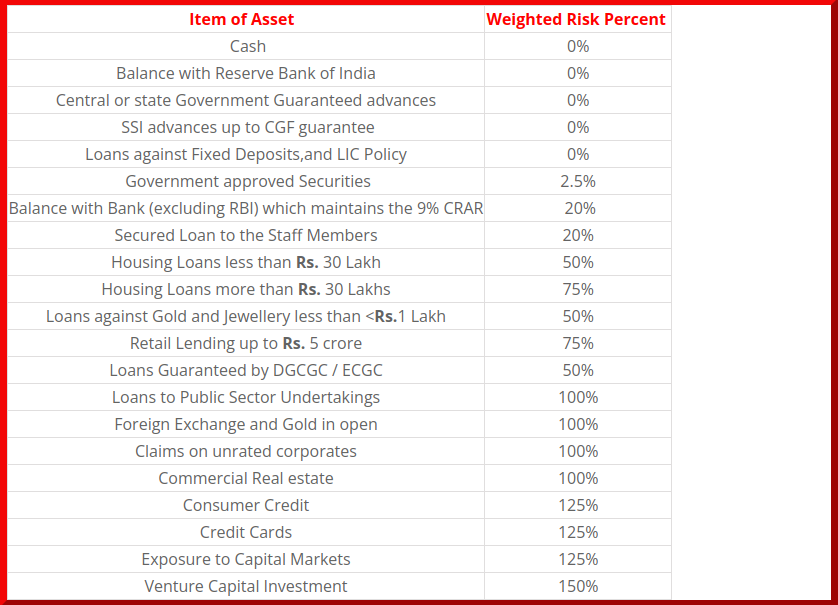 Item of Asset Weighted Risk Percent
Cash 0%
Balance with Reserve Bank of India 0%
Central or state Government Guaranteed advances 0%
SSI advances up to CGF guarantee 0%
Loans against Fixed Deposits,and LIC Policy 0%
Government approved Securities 2.5%
Balance with Bank (excluding RBI) which maintains the 9% CRAR 20%
Secured Loan to the Staff Members 20%
Housing Loans less than Rs. 30 Lakh 50%
Housing Loans more than Rs. 30 Lakhs 75%
Loans against Gold and Jewellery less than <Rs.1 Lakh 50%
Retail Lending up to Rs. 5 crore 75%
Loans Guaranteed by DGCGC / ECGC 50%
Loans to Public Sector Undertakings 100%
Foreign Exchange and Gold in open 100%
Claims on unrated corporates 100%
Commercial Real estate 100%
Consumer Credit 125%
Credit Cards 125%
Exposure to Capital Markets 125%
Venture Capital Investment 150%